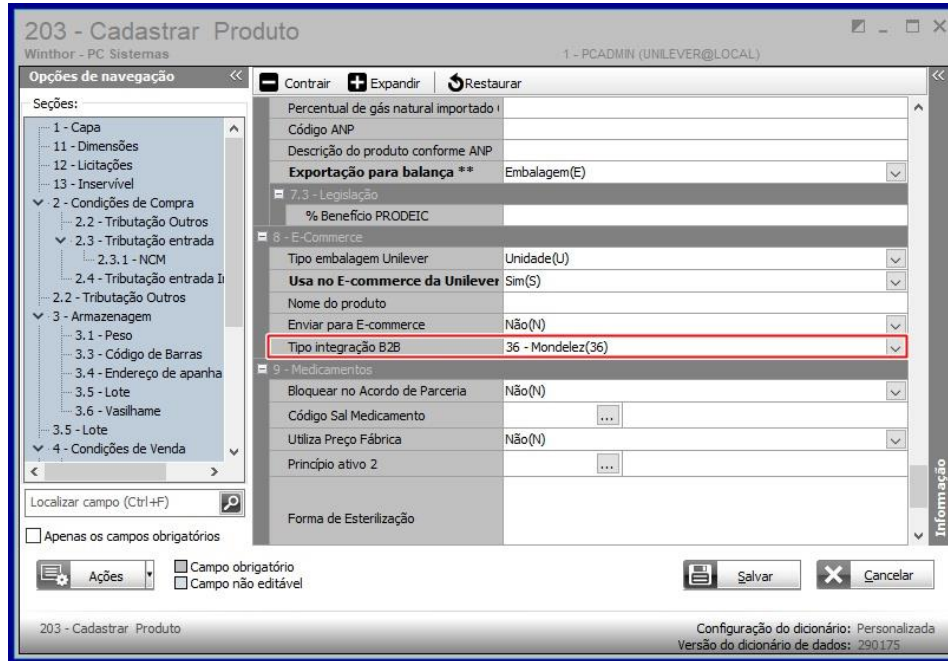 203 - Cadastrar Produto
Winthor - PC Sistemas
1 - PCADMIN (UNILEVER@LOCAL)
Opções de navegação
Seções:
1 - Capa
11 - Dimensões
12 - Licitações
13 - Inservível
2 - Condições de Compra
2.2 - Tributação Outros
2.3 - Tributação entrada
2.3.1 - NCM
2.4 - Tributação entrada I
2.2 - Tributação Outros
3 - Armazenagem
3.1 - Peso
3.3 - Código de Barras
3.4 - Endereço de apanha
3.5 - Lote
3.6 - Vasilhame
3.5 - Lote
4 - Condições de Venda
Localizar campo (Ctrl+F)
Apenas os campos obrigatórios
Contrair Expandir Restaurar
Percentual de gás natural importado
Código ANP
Descrição do produto conforme ANP
Exportação para balança ** Embalagem(E)
7.3 - Legislação
% Benefício PRODEIC
8 - E-Commerce
Tipo embalagem Unilever Unidade(U)
Usa no E-commerce da Unilever Sim(S)
Nome do produto
Enviar para E-commerce Não(N)
Tipo integração B2B 36 - Mondelez(36)
9 - Medicamentos
Bloquear no Acordo de Parceria Não(N)
Código Sal Medicamento ...
Utiliza Preço Fábrica Não(N)
Princípio ativo 2 ...
Forma de Esterilização
Informação
Ações
Campo obrigatório
Campo não editável
Salvar
Cancelar
203 - Cadastrar Produto
Configuração do dicionário: Personalizada
Versão do dicionário de dados: 290175